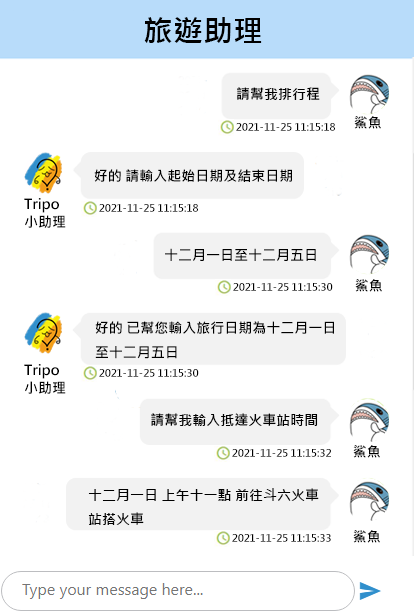 旅遊助理
請幫我排行程
鯊魚
2021-11-25 11:15:18
好的 請輸入起始日期及結束日期
Tripo
小助理
2021-11-25 11:15:18
十二月一日至十二月五日
鯊魚
2021-11-25 11:15:30
好的 已幫您輸入旅行日期為十二月一日
至十二月五日
Tripo
小助理
2021-11-25 11:15:30
請幫我輸入抵達火車站時間
鯊魚
2021-11-25 11:15:32
十二月一日 上午十一點 前往斗六火車
站搭火車
鯊魚
2021-11-25 11:15:33
Type your message here...